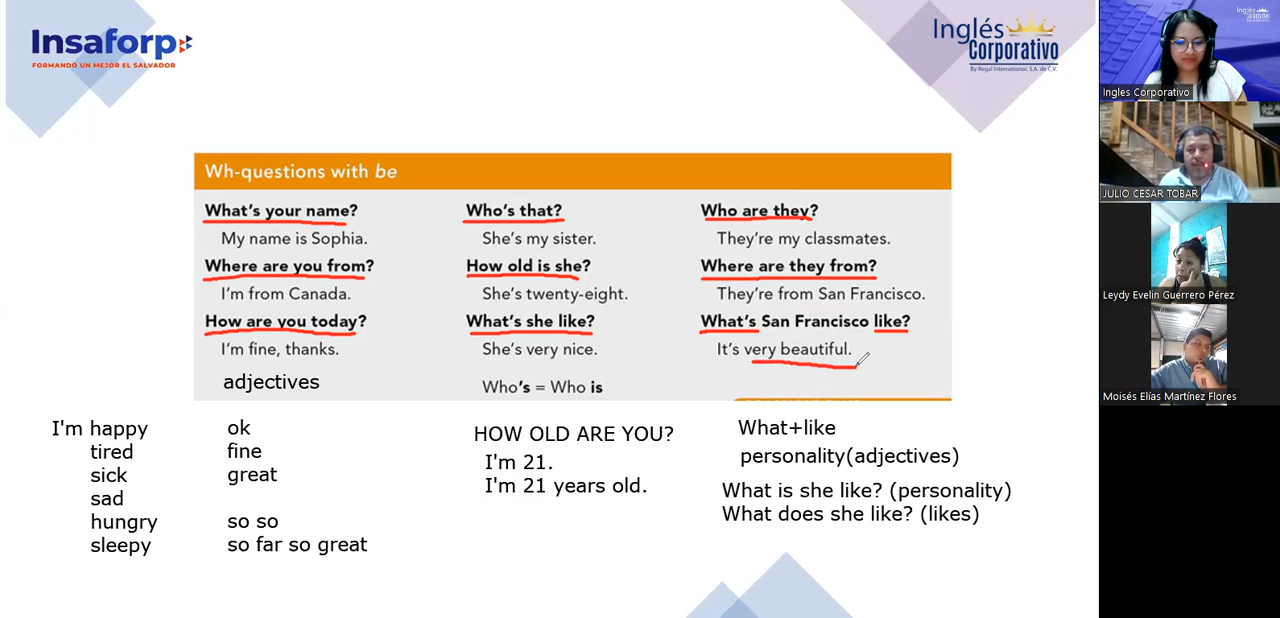 Insaforp
FORMANDO UN MEJOR EL SALVADOR
Inglés
Corporativo
By Regal International, S.A. de C.V.
Wh-questions with be
What's your name?
My name is Sophia.
Where are you from?
I'm from Canada.
How are you today?
I'm fine, thanks.
adjectives
Who's that?
She's my sister.
How old is she?
She's twenty-eight.
What's she like?
She's very nice.
Who's = Who is
Who are they?
They're my classmates.
Where are they from?
They're from San Francisco.
What's San Francisco like?
It's very beautiful.
I'm happy
tired
sick
sad
hungry
sleepy
ok
fine
great
so so
so far so great
HOW OLD ARE YOU?
I'm 21.
I'm 21 years old.
What+like
personality(adjectives)
What is she like? (personality)
What does she like? (likes)
Inglés
Corporativo
Ingles Corporativo
JULIO CESAR TOBAR
Leydy Evelin Guerrero Pérez
Moisés Elías Martínez Flores